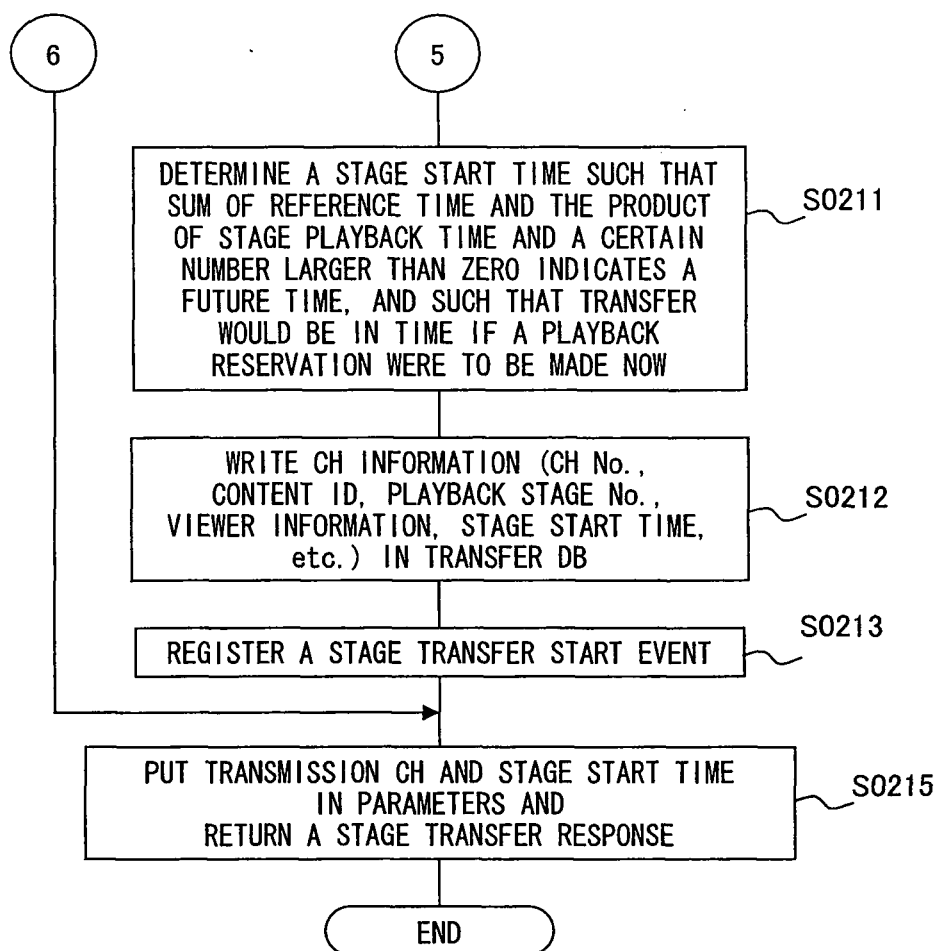 6
5
DETERMINE A STAGE START TIME SUCH THAT
SUM OF REFERENCE TIME AND THE PRODUCT
OF STAGE PLAYBACK TIME AND A CERTAIN
NUMBER LARGER THAN ZERO INDICATES A
FUTURE TIME, AND SUCH THAT TRANSFER
WOULD BE IN TIME IF A PLAYBACK
RESERVATION WERE TO BE MADE NOW
S0211
WRITE CH INFORMATION (CH No.,
CONTENT ID, PLAYBACK STAGE No.,
VIEWER INFORMATION, STAGE START TIME,
etc.) IN TRANSFER DB
S0212
REGISTER A STAGE TRANSFER START EVENT
S0213
PUT TRANSMISSION CH AND STAGE START TIME
IN PARAMETERS AND
RETURN A STAGE TRANSFER RESPONSE
S0215
END